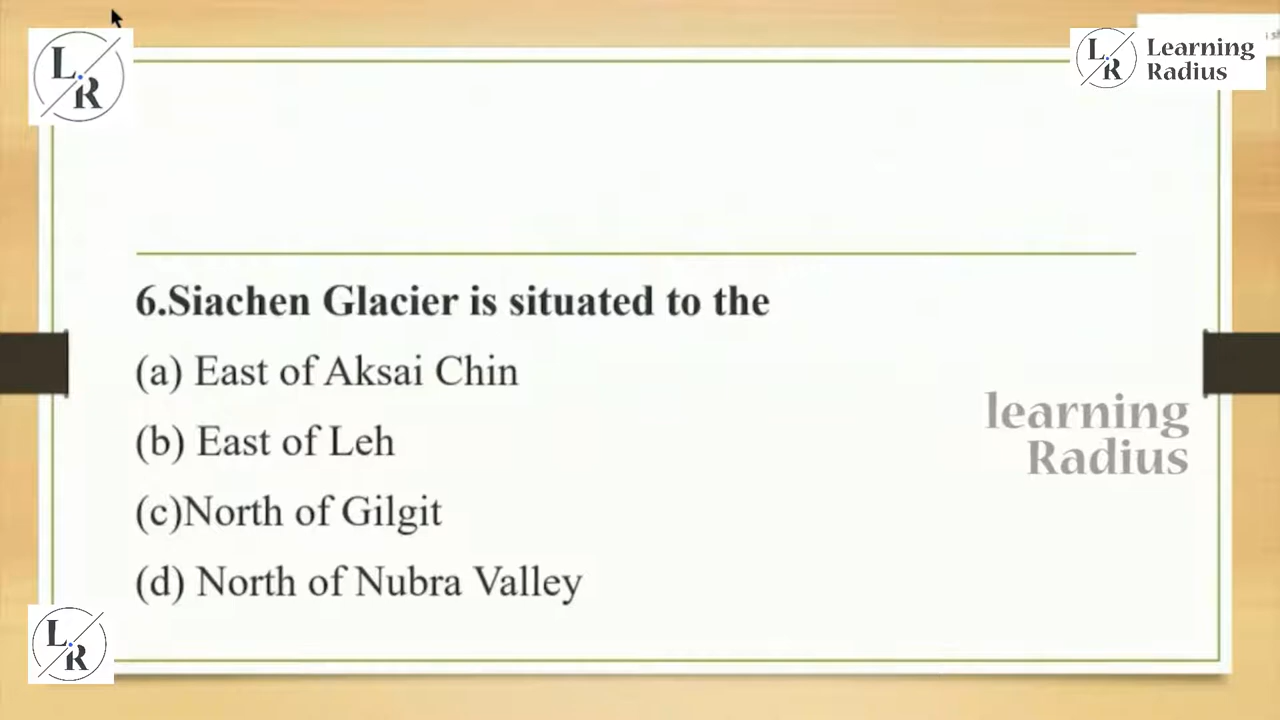 L.R
L.R Learning
Radius
6.Siachen Glacier is situated to the
(a) East of Aksai Chin
(b) East of Leh
(c)North of Gilgit
(d) North of Nubra Valley
learning
Radius
L.R